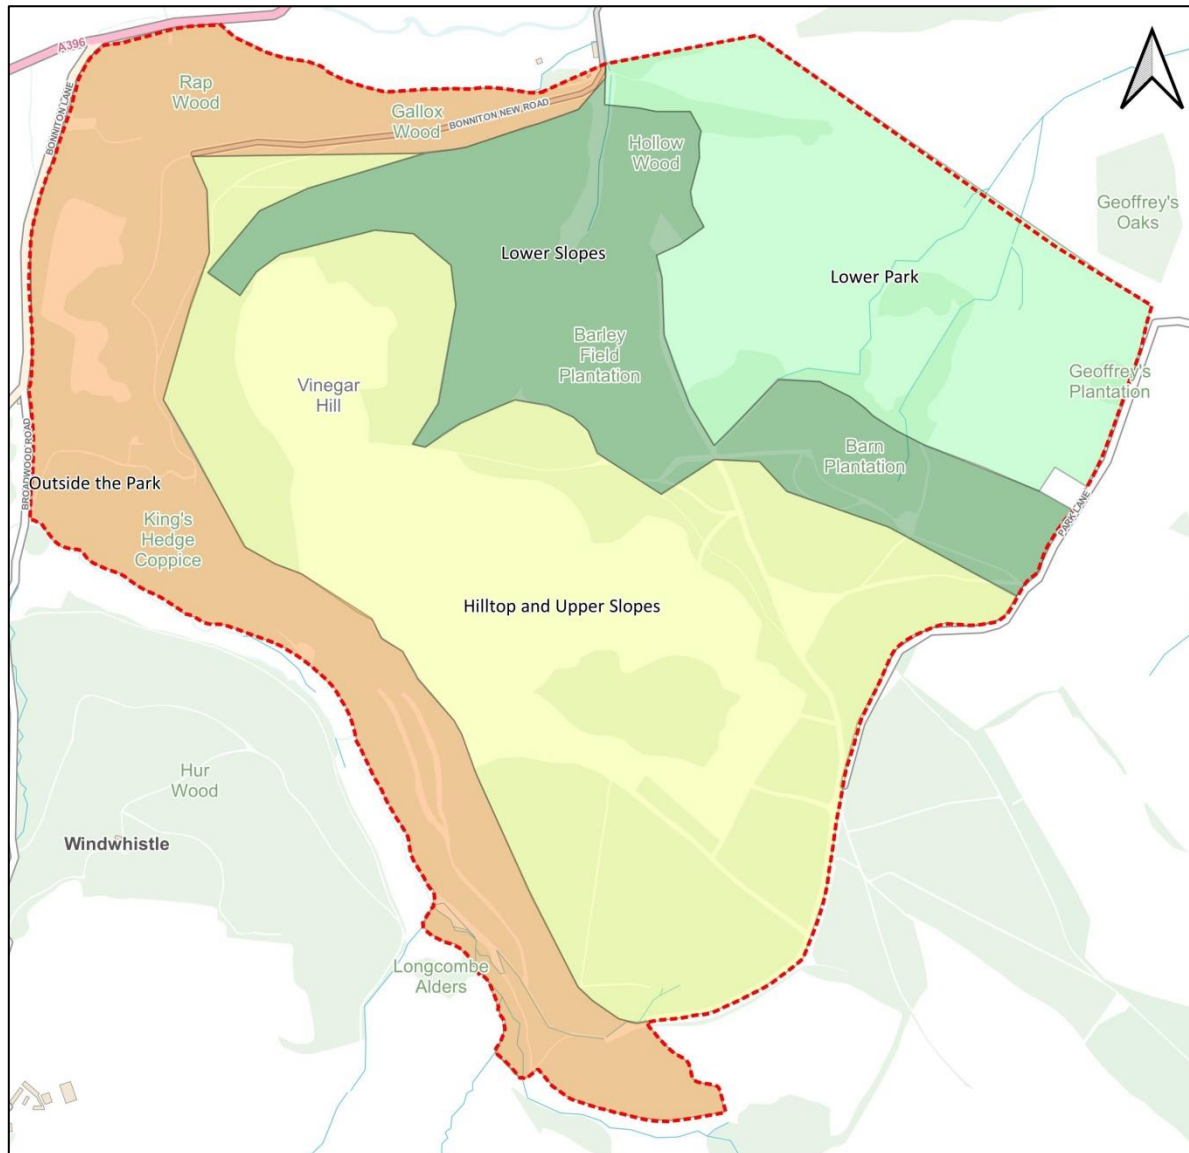 A396
BONNITON LANE
Rap
Wood
Gallox
Wood
BONNITON NEW ROAD
Hollow
Wood
Geoffrey's
Oaks
Lower Slopes
Lower Park
Barley
Field
Plantation
Geoffrey's
Plantation
Vinegar
Hill
Barn
Plantation
BROADWOOD ROAD
Outside the Park
King's
Hedge
Coppice
PARK LANE
Hilltop and Upper Slopes
Hur
Wood
Windwhistle
Longcombe
Alders